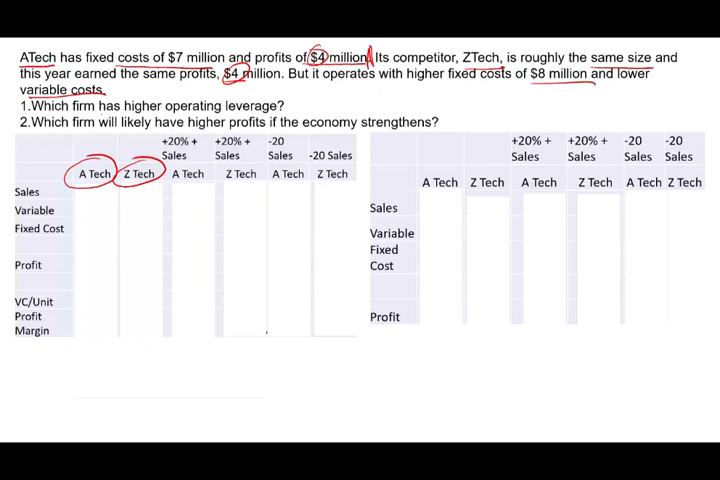 ATech has fixed costs of $7 million and profits of $4 million. Its competitor, ZTech, is roughly the same size and
this year earned the same profits, $4 million. But it operates with higher fixed costs of $8 million and lower
variable costs.
1.Which firm has higher operating leverage?
2.Which firm will likely have higher profits if the economy strengthens?
+20% + Sales +20% + Sales -20 Sales -20 Sales
A Tech Z Tech A Tech Z Tech A Tech Z Tech
Sales
Variable
Fixed Cost
Profit
VC/Unit
Profit
Margin
+20% + Sales +20% + Sales -20 Sales -20 Sales
A Tech Z Tech A Tech Z Tech A Tech Z Tech
Sales
Variable
Fixed
Cost
Profit